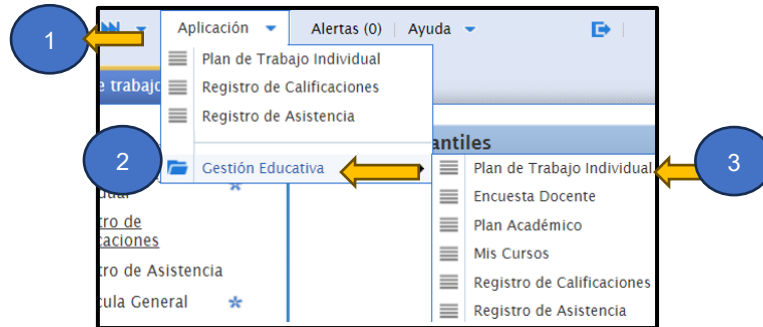 1
Aplicación
Alertas (0)
Ayuda
Plan de Trabajo Individual
e trabajo
Registro de Calificaciones
Registro de Asistencia
antiles
2
Gestión Educativa
Plan de Trabajo Individual
3
Encuesta Docente
tro de
caciones
Plan Académico
Mis Cursos
tro de Asistencia
Registro de Calificaciones
cula General
Registro de Asistencia